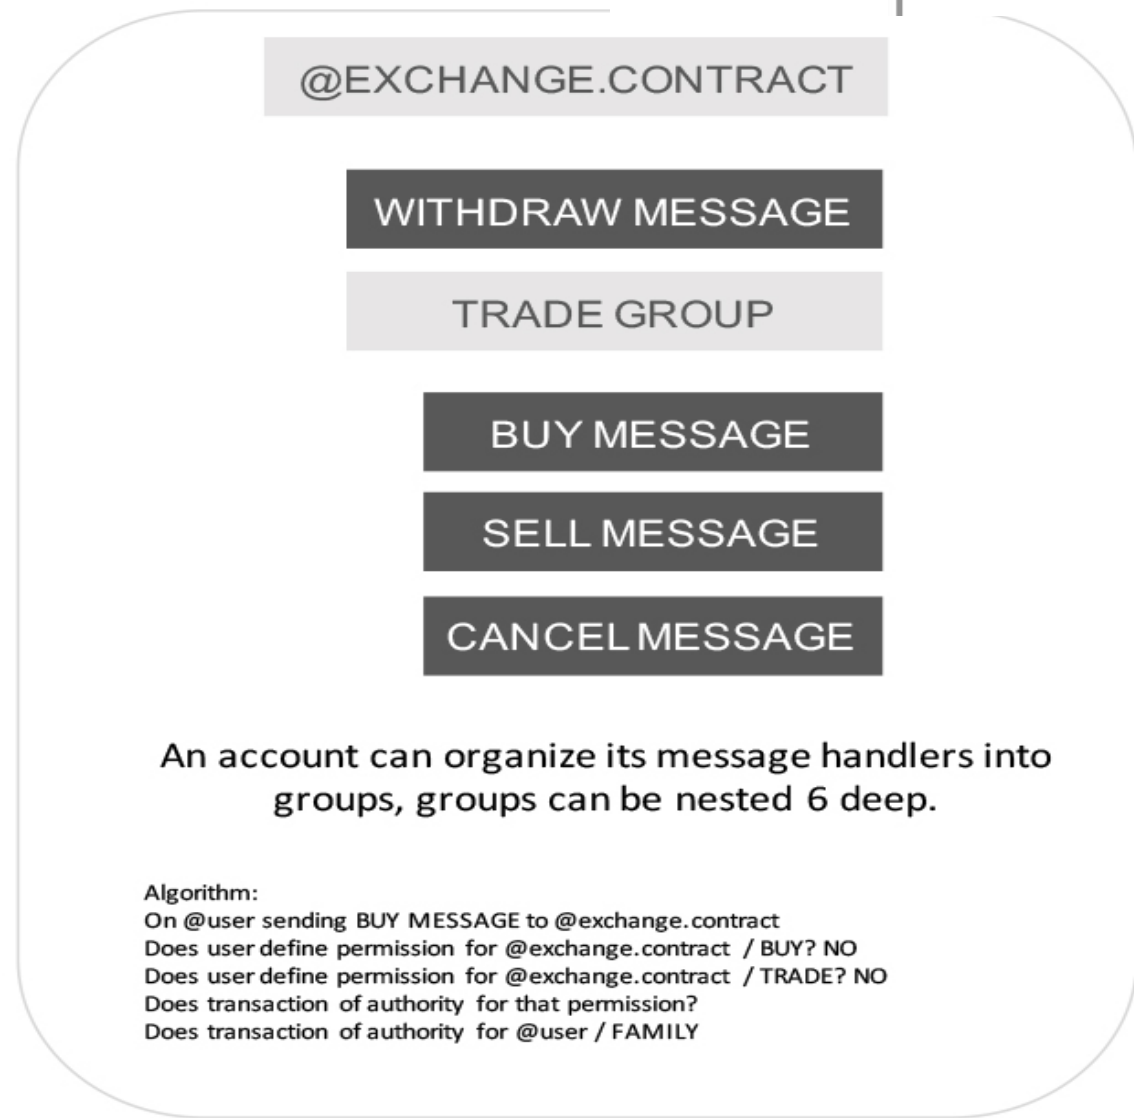 @EXCHANGE.CONTRACT
WITHDRAW MESSAGE
TRADE GROUP
BUY MESSAGE
SELL MESSAGE
CANCEL MESSAGE
An account can organize its message handlers into
groups, groups can be nested 6 deep.
Algorithm:
On @user sending BUY MESSAGE to @exchange.contract
Does user define permission for @exchange.contract / BUY? NO
Does user define permission for @exchange.contract / TRADE? NO
Does transaction of authority for that permission?
Does transaction of authority for @user / FAMILY